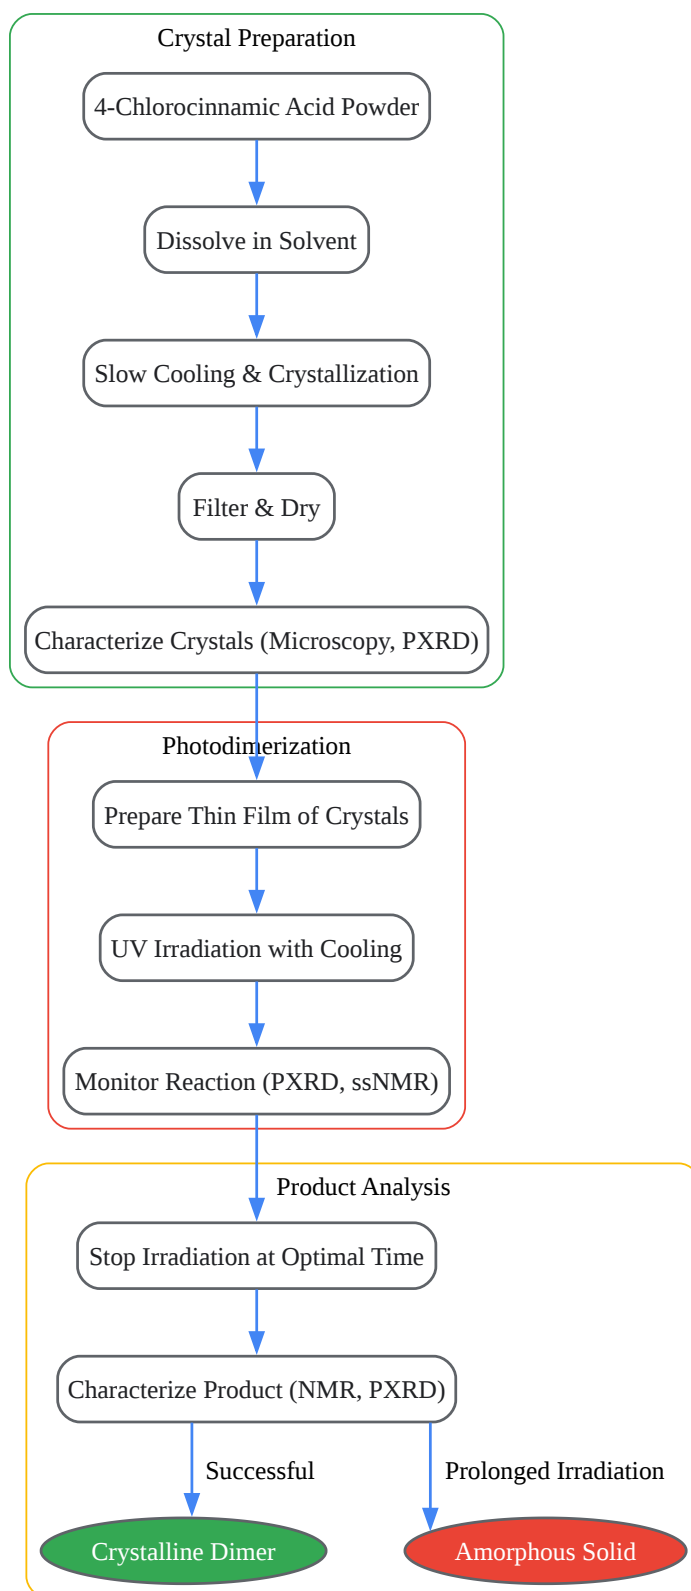 Crystal Preparation
4-Chlorocinnamic Acid Powder
Dissolve in Solvent
Slow Cooling & Crystallization
Filter & Dry
Characterize Crystals (Microscopy, PXRD)
Photodimerization
Prepare Thin Film of Crystals
UV Irradiation with Cooling
Monitor Reaction (PXRD, ssNMR)
Product Analysis
Stop Irradiation at Optimal Time
Characterize Product (NMR, PXRD)
Successful
Prolonged Irradiation
Crystalline Dimer
Amorphous Solid